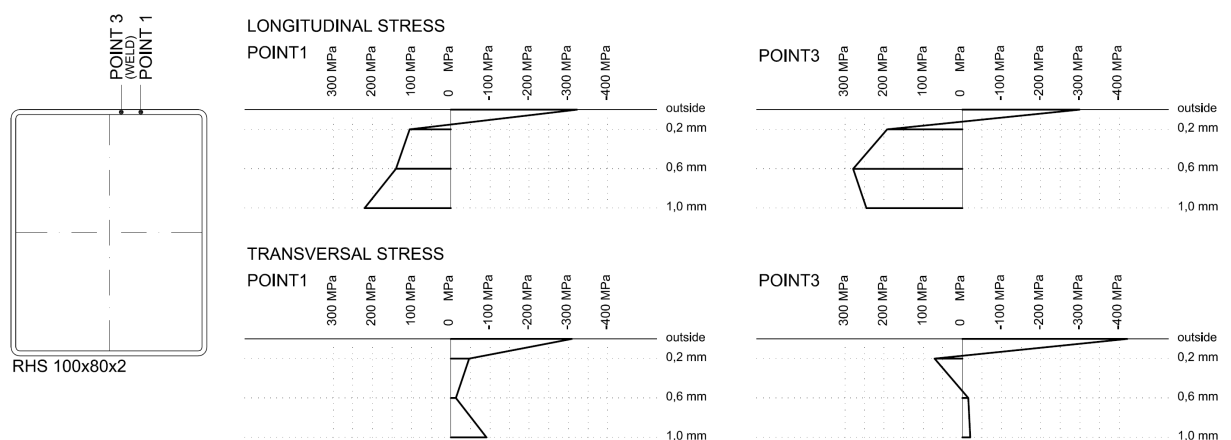 POINT 3
(WELD)
POINT 1
RHS 100x80x2
LONGITUDINAL STRESS
POINT1
300 MPa
200 MPa
100 MPa
0 MPa
-100 MPa
-200 MPa
-300 MPa
-400 MPa
outside
0,2 mm
0,6 mm
1,0 mm
POINT3
300 MPa
200 MPa
100 MPa
0 MPa
-100 MPa
-200 MPa
-300 MPa
-400 MPa
outside
0,2 mm
0,6 mm
1,0 mm
TRANSVERSAL STRESS
POINT1
300 MPa
200 MPa
100 MPa
0 MPa
-100 MPa
-200 MPa
-300 MPa
-400 MPa
outside
0,2 mm
0,6 mm
1,0 mm
POINT3
300 MPa
200 MPa
100 MPa
0 MPa
-100 MPa
-200 MPa
-300 MPa
-400 MPa
outside
0,2 mm
0,6 mm
1,0 mm